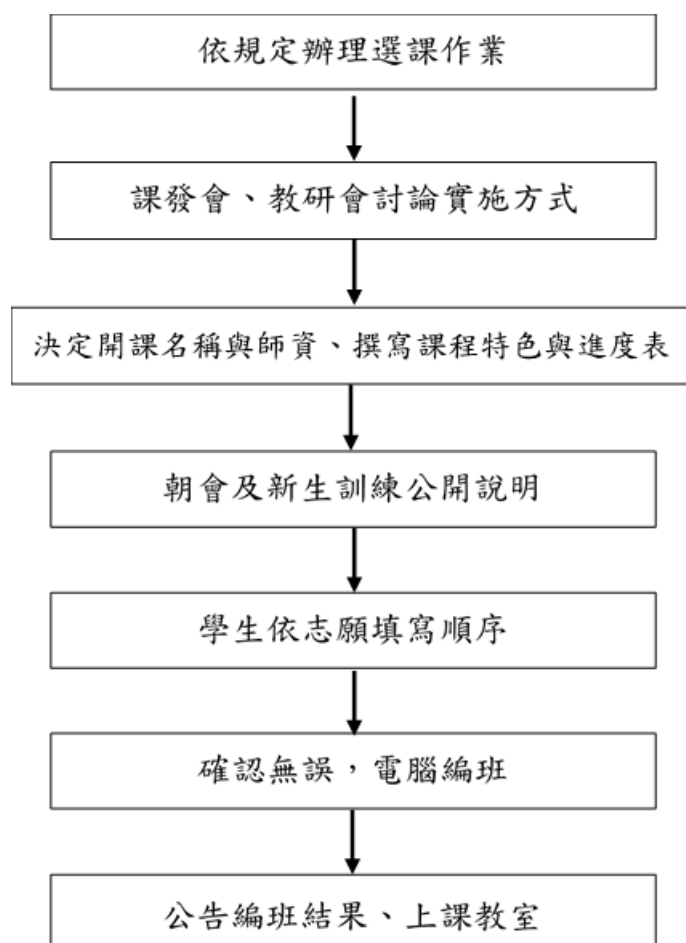 依規定辦理選課作業
課發會、教研會討論實施方式
決定開課名稱與師資、撰寫課程特色與進度表
朝會及新生訓練公開說明
學生依志願填寫順序
確認無誤，電腦編班
公告編班結果、上課教室